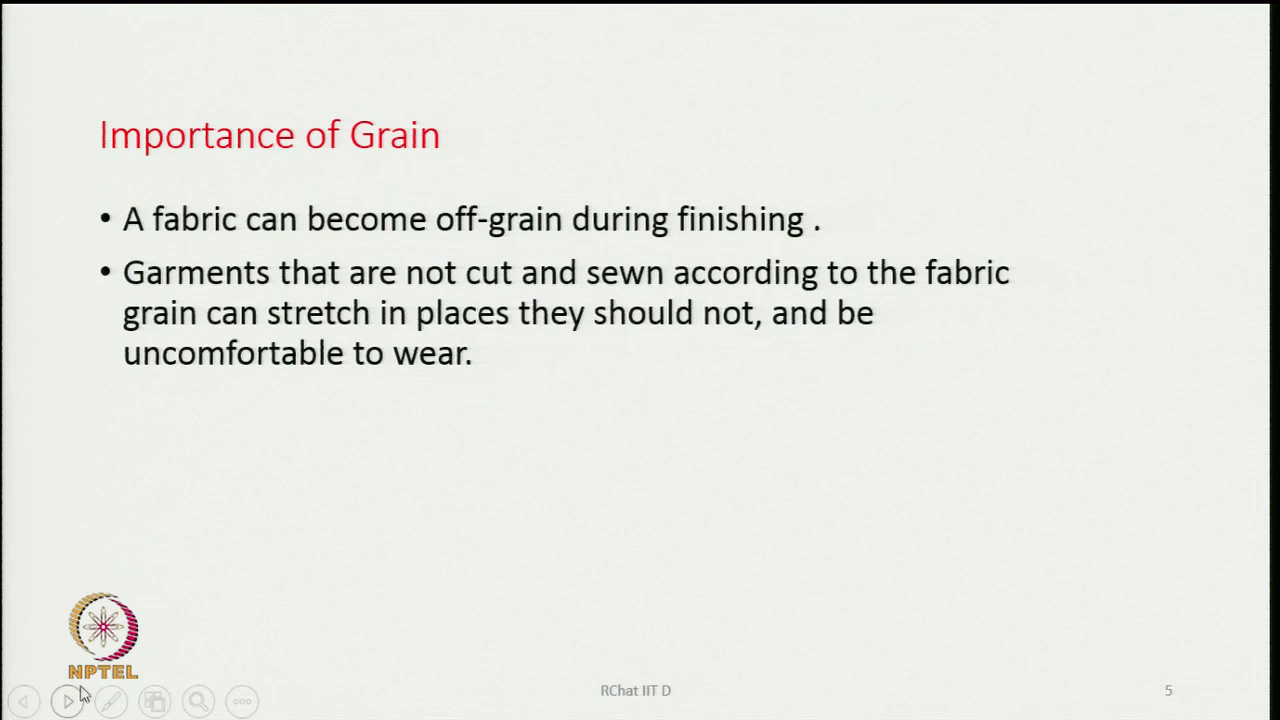 Importance of Grain
• A fabric can become off-grain during finishing .
• Garments that are not cut and sewn according to the fabric
grain can stretch in places they should not, and be
uncomfortable to wear.
NPTEL
RChat IIT D
5